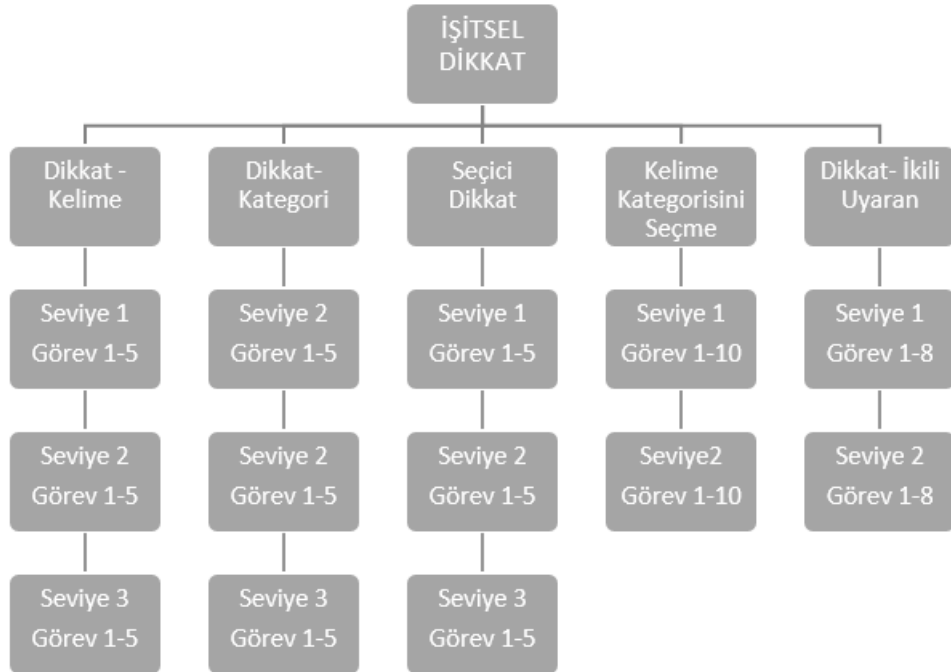 İŞİTSEL
DİKKAT
Dikkat -
Kelime
Dikkat-
Kategori
Seçici
Dikkat
Kelime
Kategorisini
Seçme
Dikkat- İkili
Uyaran
Seviye 1
Görev 1-5
Seviye 2
Görev 1-5
Seviye 1
Görev 1-5
Seviye 1
Görev 1-10
Seviye 1
Görev 1-8
Seviye 2
Görev 1-5
Seviye 2
Görev 1-5
Seviye 2
Görev 1-5
Seviye2
Görev 1-10
Seviye 2
Görev 1-8
Seviye 3
Görev 1-5
Seviye 3
Görev 1-5
Seviye 3
Görev 1-5